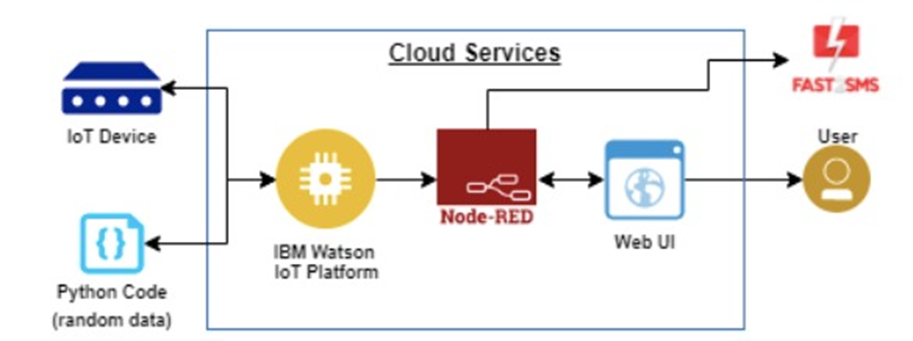 Cloud Services
FAST2SMS
IoT Device
User
Node-RED
Web UI
IBM Watson
IoT Platform
Python Code
(random data)